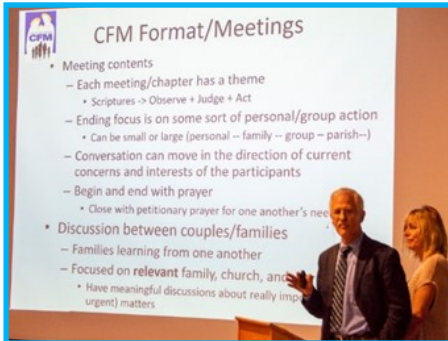 CFM
CFM Format/Meetings
• Meeting contents
– Each meeting/chapter has a theme
• Scriptures -> Observe + Judge + Act
– Ending focus is on some sort of personal/group action
• Can be small or large (personal -- family -- group – parish--)
– Conversation can move in the direction of current
concerns and interests of the participants
– Begin and end with prayer
• Close with petitionary prayer for one another's
• Discussion between couples/families
– Families learning from one another
– Focused on relevant family, church, and
• Have meaningful discussions about really
urgent) matters